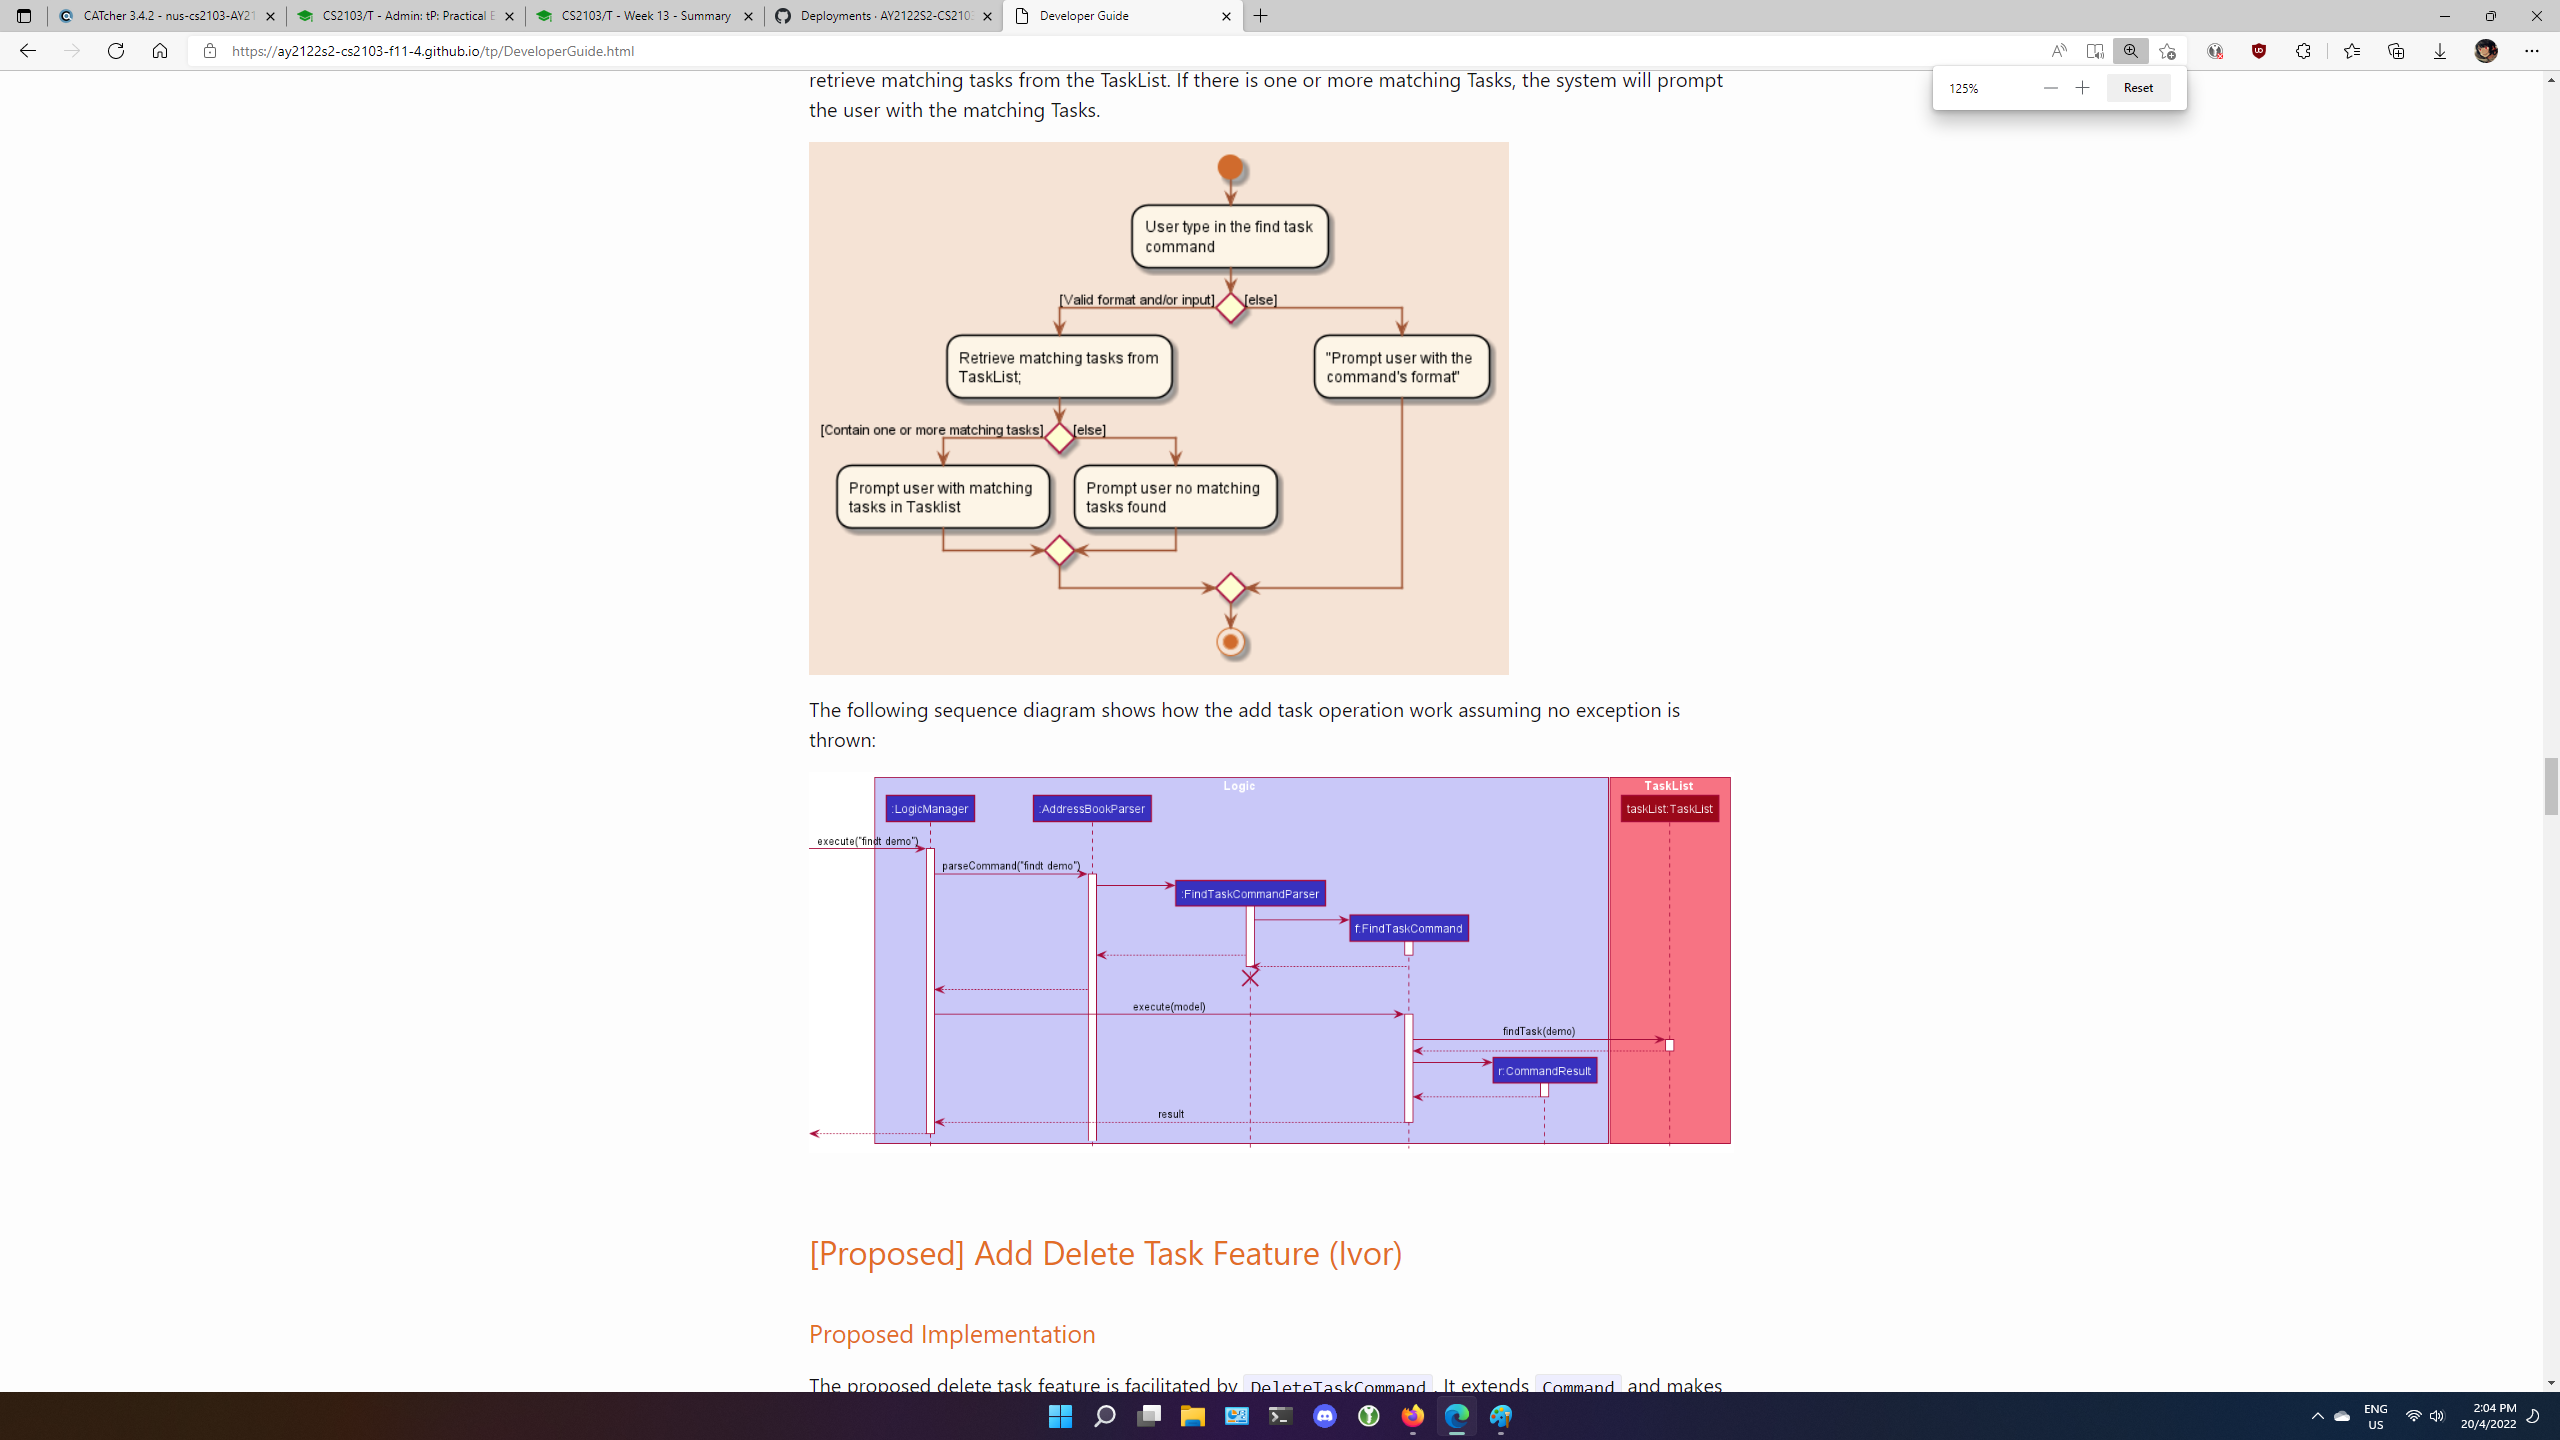 CATcher 3.4.2 - nus-cs2103-AY21
CS2103/T - Admin: tP: Practical E
CS2103/T - Week 13 - Summary
Deployments · AY2122S2-CS2103
Developer Guide
https://ay2122s2-cs2103-f11-4.github.io/tp/DeveloperGuide.html
125%
Reset
retrieve matching tasks from the TaskList. If there is one or more matching Tasks, the system will prompt
the user with the matching Tasks.
User type in the find task
command
[Valid format and/or input]
[else]
Retrieve matching tasks from
TaskList;
"Prompt user with the
command's format"
[Contain one or more matching tasks]
[else]
Prompt user with matching
tasks in Tasklist
Prompt user no matching
tasks found
The following sequence diagram shows how the add task operation work assuming no exception is
thrown:
Logic
TaskList
:LogicManager
:AddressBookParser
taskList:TaskList
execute("findt demo")
parseCommand("findt demo")
:FindTaskCommandParser
f:FindTaskCommand
execute(model)
findTask(demo)
r:CommandResult
result
[Proposed] Add Delete Task Feature (Ivor)
Proposed Implementation
The proposed delete task feature is facilitated by DeleteTaskCommand. It extends Command and makes
ENG
US
2:04 PM
20/4/2022